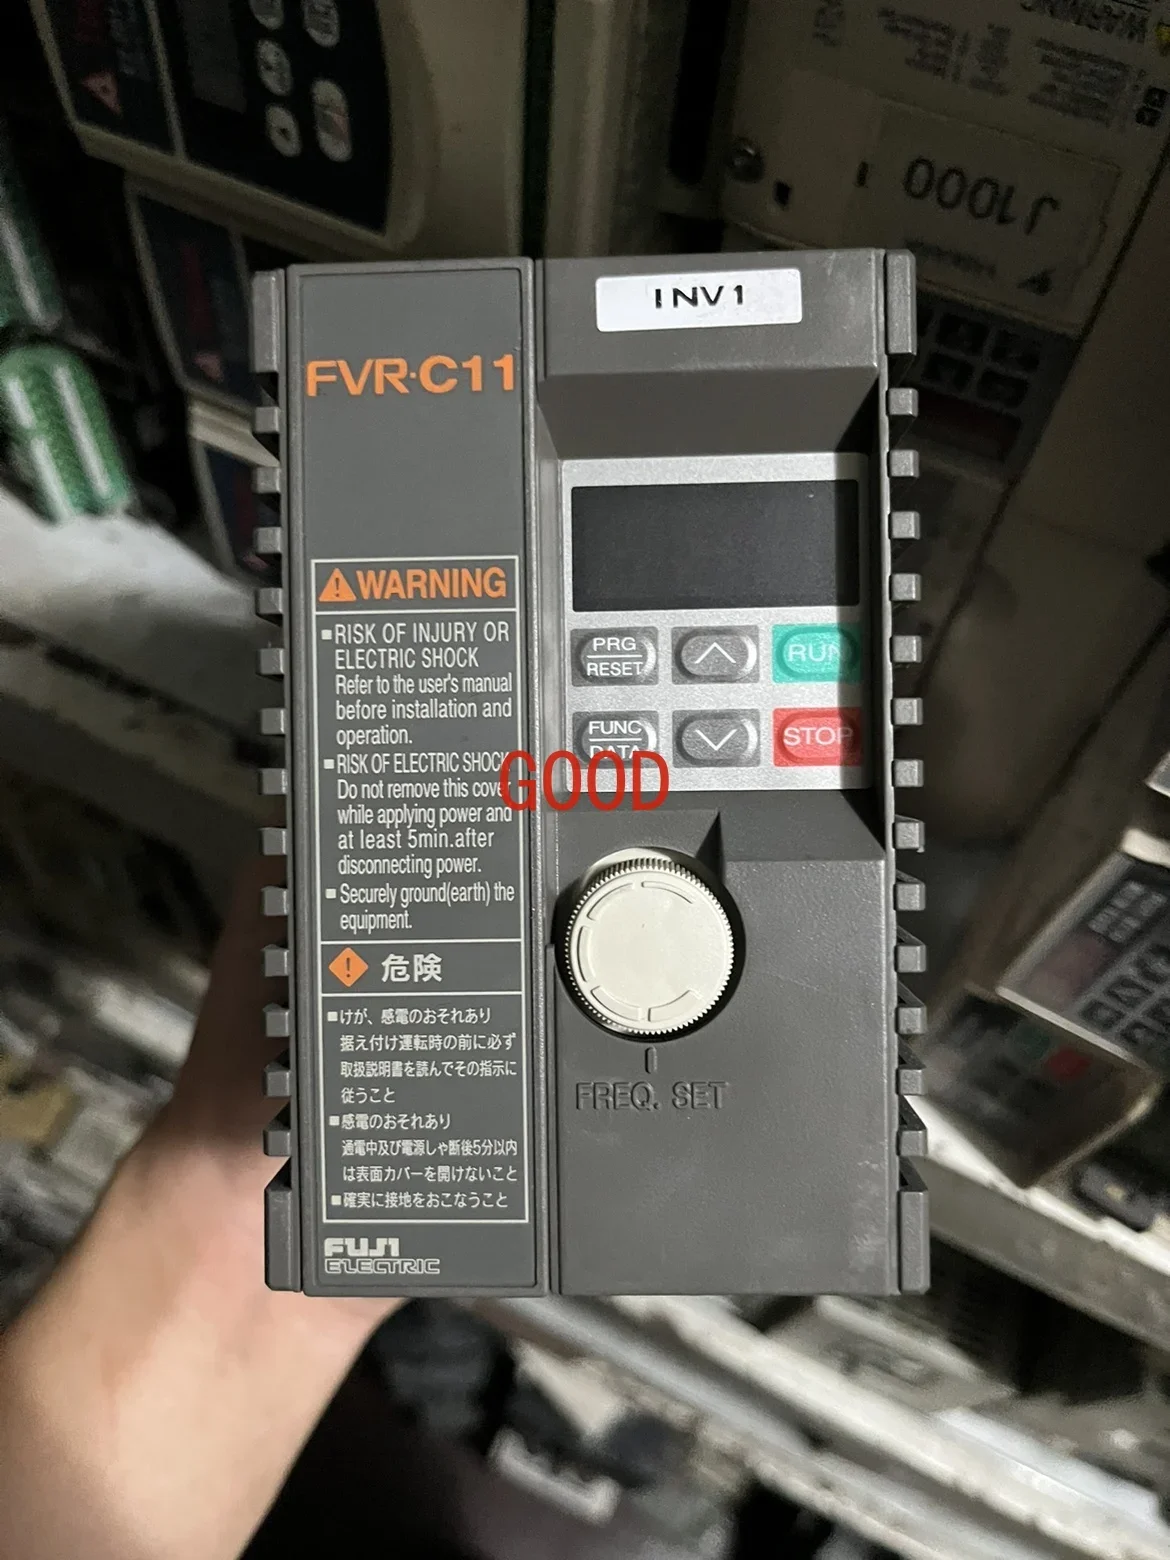 J1000
WARNING
INV1
FVR·C11
WARNING
■RISK OF INJURY OR
ELECTRIC SHOCK
Refer to the user's manual
before installation and
operation.
■RISK OF ELECTRIC SHOCK
Do not remove this cover
while applying power and
at least 5min.after
disconnecting power.
■Securely ground(earth) the
equipment.
危険
■けが、感電のおそれあり
据え付け運転時の前に必ず
取扱説明書を読んでその指示に
従うこと
■感電のおそれあり
通電中及び電源しゃ断後5分以内
は表面カバーを開けないこと
■確実に接地をおこなうこと
FUJI
ELECTRIC
PRG
RESET
RUN
FUNC
DATA
STOP
GOOD
FREQ. SET